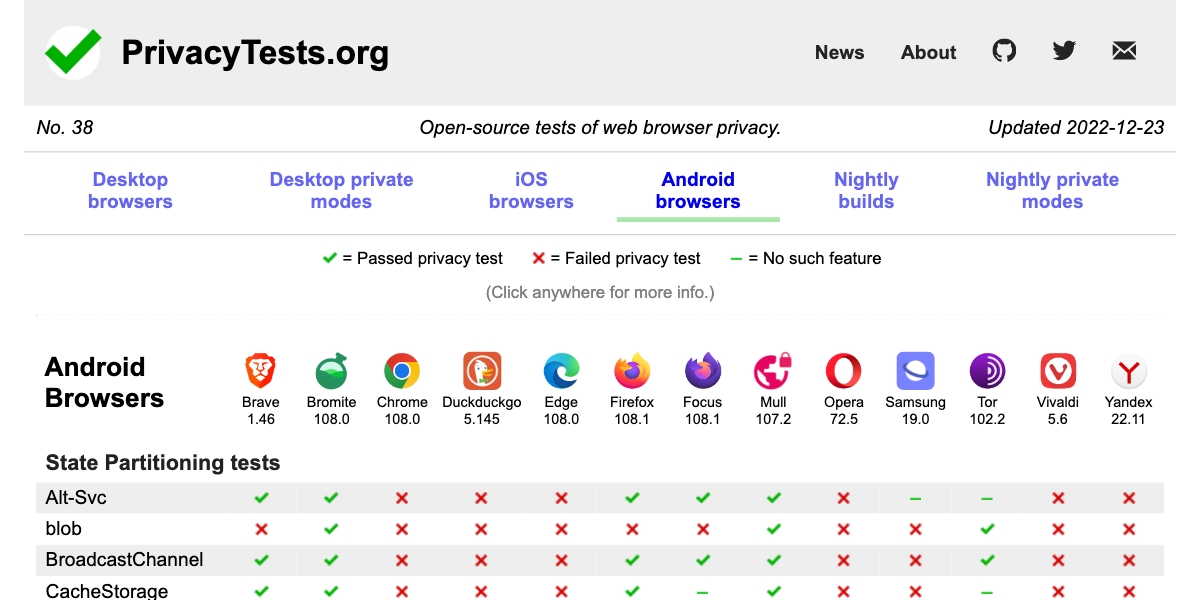 PrivacyTests.org News About
No. 38 Open-source tests of web browser privacy. Updated 2022-12-23
Desktop browsers Desktop private modes iOS browsers Android browsers Nightly builds Nightly private modes
= Passed privacy test = Failed privacy test = No such feature
(Click anywhere for more info.)
Android Browsers
Brave 1.46 Bromite 108.0 Chrome 108.0 Duckduckgo 5.145 Edge 108.0 Firefox 108.1 Focus 108.1 Mull 107.2 Opera 72.5 Samsung 19.0 Tor 102.2 Vivaldi 5.6 Yandex 22.11
State Partitioning tests
Alt-Svc
blob
BroadcastChannel
CacheStorage